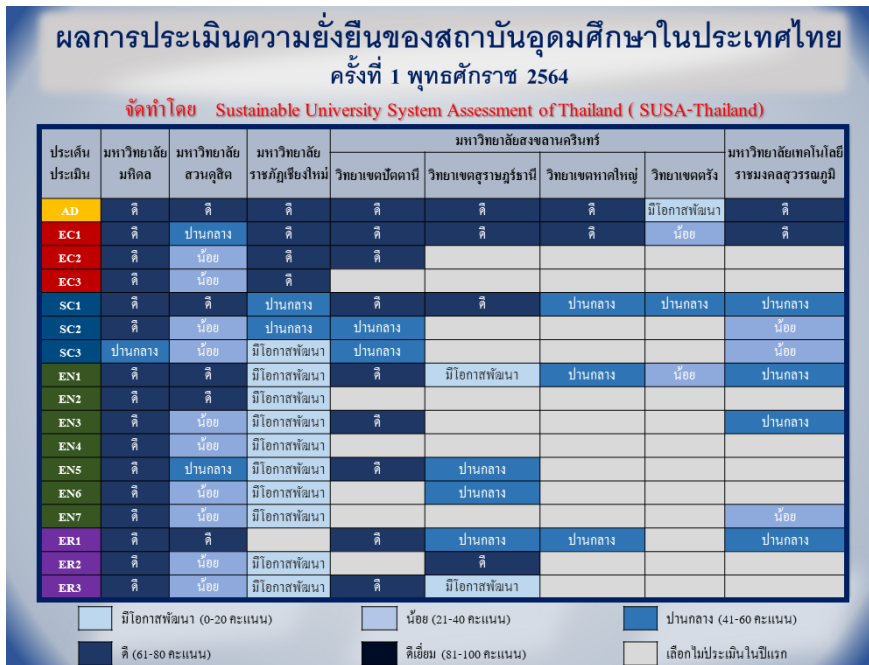 ผลการประเมินความยั่งยืนของสถาบันอุดมศึกษาในประเทศไทย
ครั้งที่ 1 พุทธศักราช 2564
จัดทำโดย Sustainable University System Assessment of Thailand ( SUSA-Thailand)
ประเด็นประเมิน มหาวิทยาลัยมหิดล มหาวิทยาลัยสวนดุสิต มหาวิทยาลัยราชภัฏเชียงใหม่ มหาวิทยาลัยสงขลานครินทร์ มหาวิทยาลัยเทคโนโลยีราชมงคลสุวรรณภูมิ
วิทยาเขตปัตตานี วิทยาเขตสุราษฎร์ธานี วิทยาเขตหาดใหญ่ วิทยาเขตตรัง
AD ดี ดี ดี ดี ดี ดี มีโอกาสพัฒนา ดี
EC1 ดี ปานกลาง ดี ดี ดี ดี น้อย ดี
EC2 ดี น้อย ดี ดี
EC3 ดี น้อย ดี
SC1 ดี ดี ปานกลาง ดี ดี ปานกลาง ปานกลาง ปานกลาง
SC2 ดี น้อย ปานกลาง ปานกลาง น้อย
SC3 ปานกลาง น้อย มีโอกาสพัฒนา ปานกลาง น้อย
EN1 ดี ดี มีโอกาสพัฒนา ดี มีโอกาสพัฒนา ปานกลาง น้อย ปานกลาง
EN2 ดี ดี มีโอกาสพัฒนา
EN3 ดี น้อย มีโอกาสพัฒนา ดี ปานกลาง
EN4 ดี น้อย มีโอกาสพัฒนา
EN5 ดี ปานกลาง มีโอกาสพัฒนา ดี ปานกลาง
EN6 ดี น้อย มีโอกาสพัฒนา ปานกลาง
EN7 ดี น้อย มีโอกาสพัฒนา น้อย
ER1 ดี ดี ดี ปานกลาง ปานกลาง ปานกลาง
ER2 ดี น้อย มีโอกาสพัฒนา ดี
ER3 ดี น้อย มีโอกาสพัฒนา ดี มีโอกาสพัฒนา
มีโอกาสพัฒนา (0-20 คะแนน) น้อย (21-40 คะแนน) ปานกลาง (41-60 คะแนน)
ดี (61-80 คะแนน) ดีเยี่ยม (81-100 คะแนน) เลือกไม่ประเมินในปีแรก